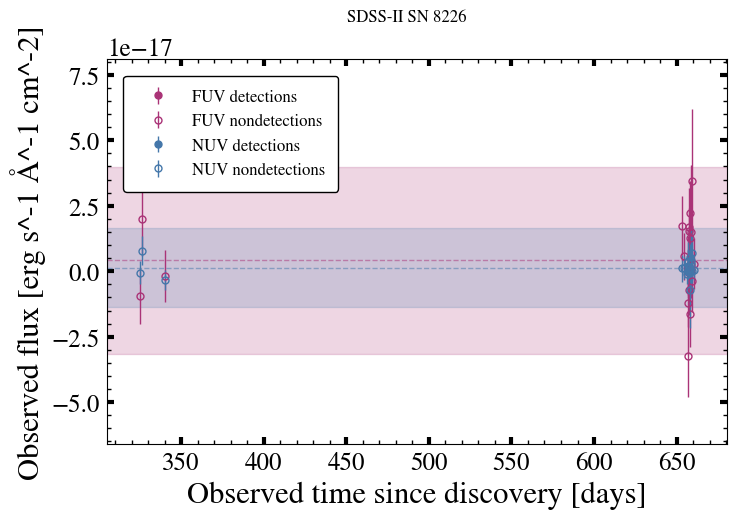 SDSS-II SN 8226
1e−17
FUV detections
FUV nondetections
NUV detections
NUV nondetections
7.5
5.0
2.5
0.0
−2.5
−5.0
Observed flux [erg s^-1 Å^-1 cm^-2]
350 400 450 500 550 600 650
Observed time since discovery [days]